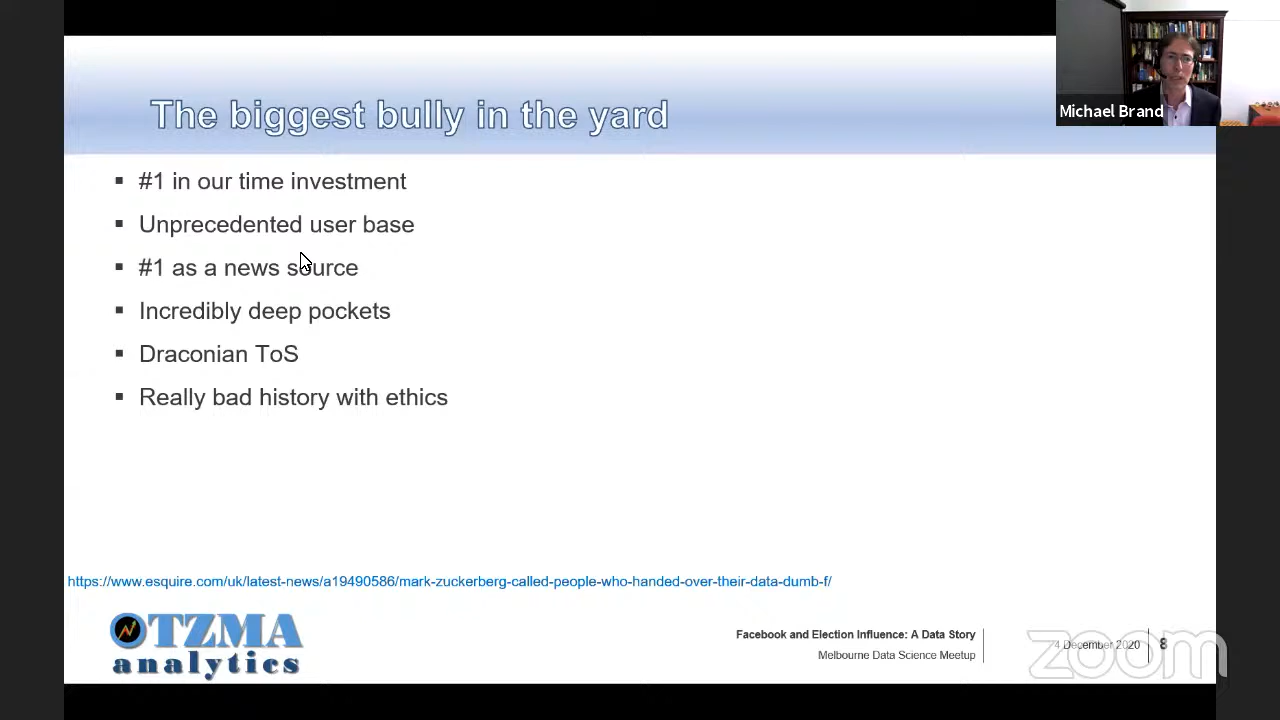 The biggest bully in the yard
Michael Brand
#1 in our time investment
Unprecedented user base
#1 as a news source
Incredibly deep pockets
Draconian ToS
Really bad history with ethics
https://www.esquire.com/uk/latest-news/a19490586/mark-zuckerberg-called-people-who-handed-over-their-data-dumb-f/
OTZMA
analytics
Facebook and Election Influence: A Data Story
Melbourne Data Science Meetup
4 December 2020
8
zoom